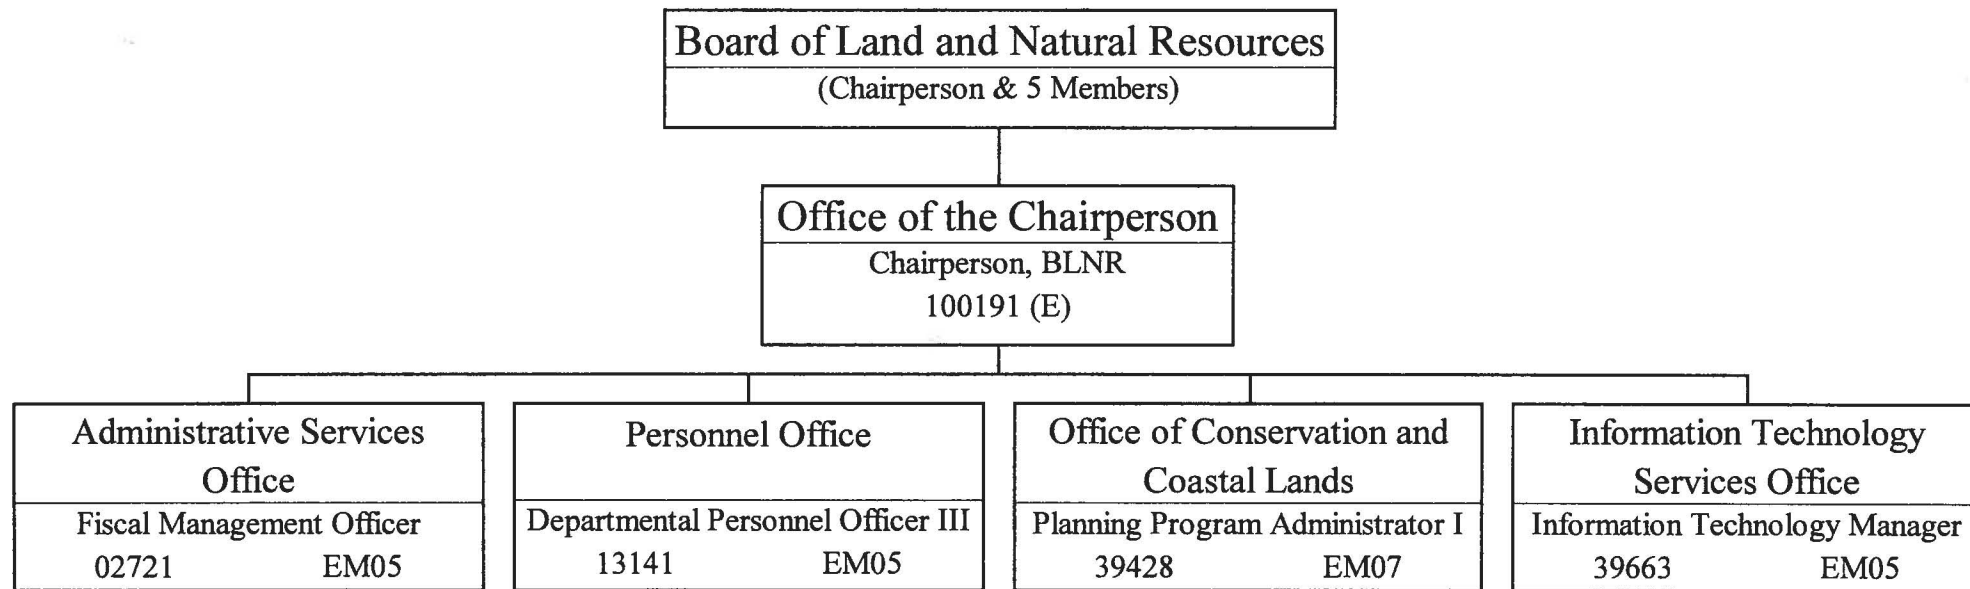 Board of Land and Natural Resources
(Chairperson & 5 Members)
Office of the Chairperson
Chairperson, BLNR
100191 (E)
Administrative Services
Office
Fiscal Management Officer
02721 EM05
Personnel Office
Departmental Personnel Officer III
13141 EM05
Office of Conservation and
Coastal Lands
Planning Program Administrator I
39428 EM07
Information Technology
Services Office
Information Technology Manager
39663 EM05